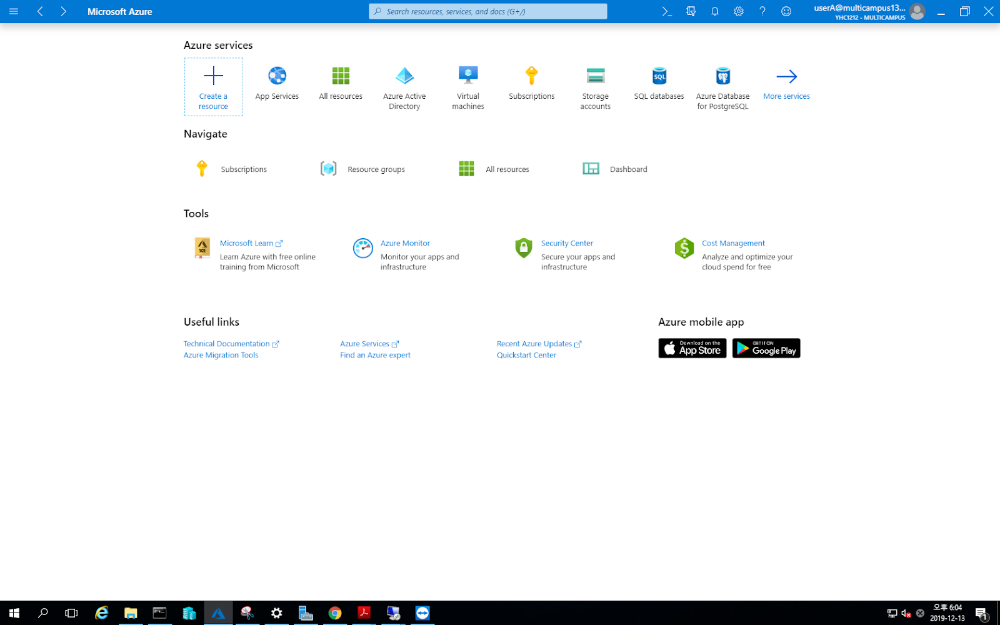 Microsoft Azure
Search resources, services, and docs (G+/)
userA@multicampus13...
YHC1212 - MULTICAMPUS
Azure services
Create a
resource
App Services
All resources
Azure Active
Directory
Virtual
machines
Subscriptions
Storage
accounts
SQL
SQL databases
Azure Database
for PostgreSQL
More services
Navigate
Subscriptions
Resource groups
All resources
Dashboard
Tools
101
Microsoft Learn
Learn Azure with free online
training from Microsoft
Azure Monitor
Monitor your apps and
infrastructure
Security Center
Secure your apps and
infrastructure
Cost Management
Analyze and optimize your
cloud spend for free
Useful links
Technical Documentation
Azure Migration Tools
Azure Services
Find an Azure expert
Recent Azure Updates
Quickstart Center
Azure mobile app
Download on the
App Store
GET IT ON
Google Play
오후 6:04
2019-12-13
1